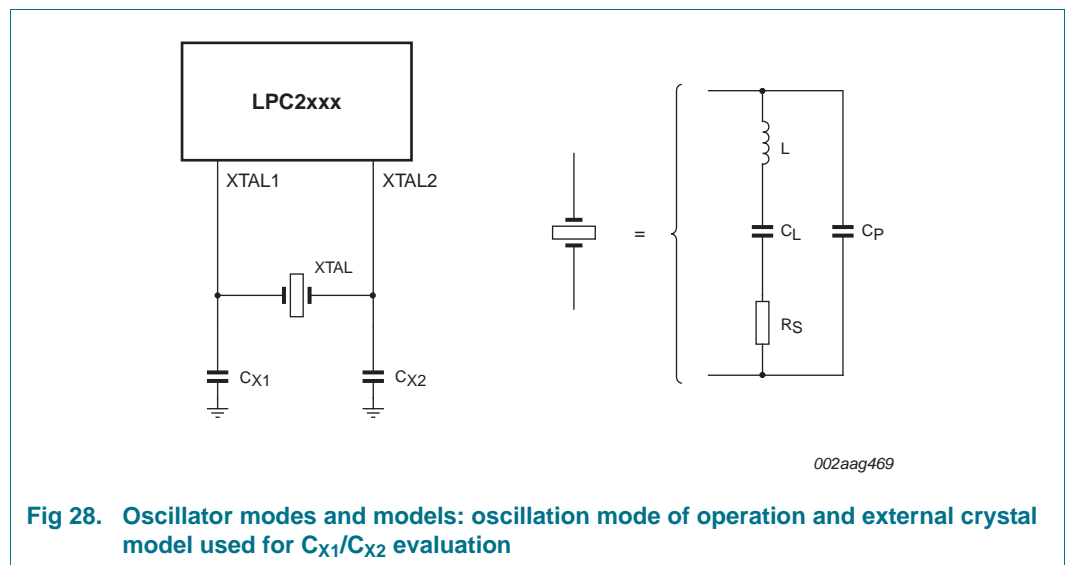 LPC2xxx
XTAL1
XTAL2
XTAL
CX1
CX2
=
L
CL
CP
RS
002aag469
Fig 28. Oscillator modes and models: oscillation mode of operation and external crystal
model used for CX1/CX2 evaluation